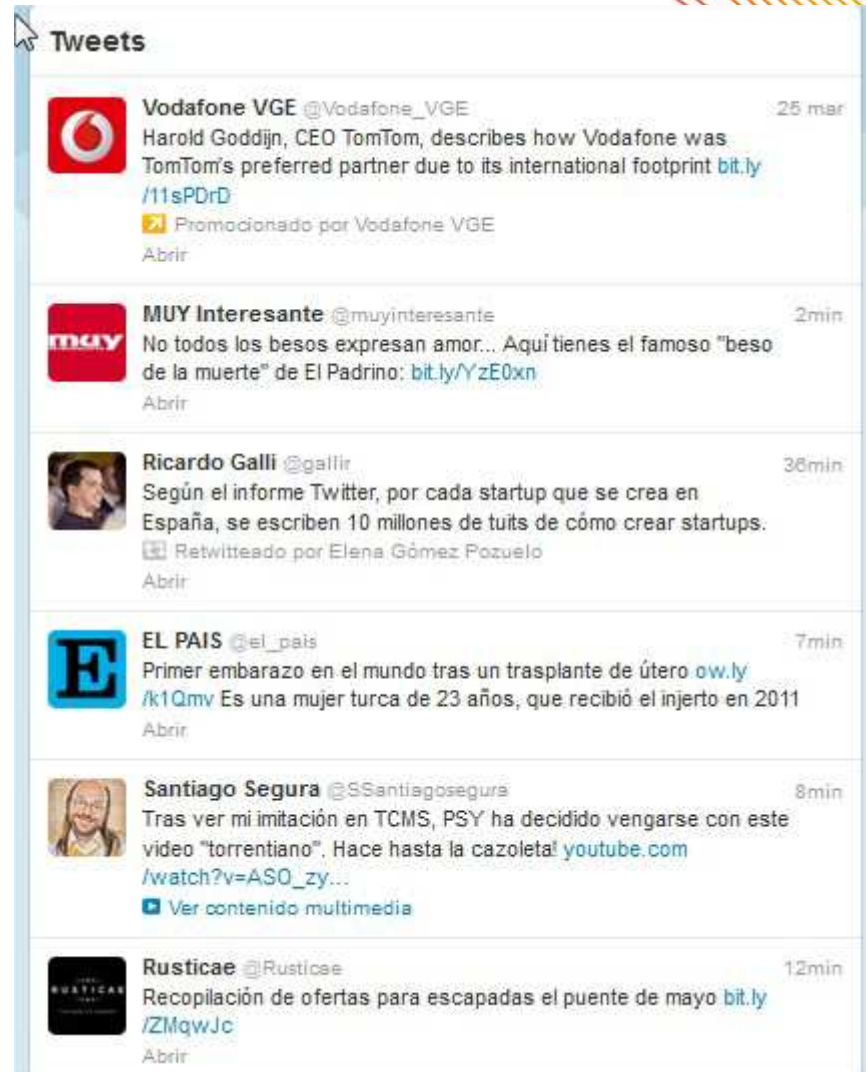 Tweets
Vodafone VGE @Vodafone_VGE 25 mar
Harold Goddijn, CEO TomTom, describes how Vodafone was
TomTom's preferred partner due to its international footprint bit.ly
/11sPDrD
Promocionado por Vodafone VGE
Abrir
MUY Interesante @muyinteresante 2min
muy
No todos los besos expresan amor... Aquí tienes el famoso "beso
de la muerte" de El Padrino: bit.ly/YzE0xn
Abrir
Ricardo Galli @gallir 36min
Según el informe Twitter, por cada startup que se crea en
España, se escriben 10 millones de tuits de cómo crear startups.
Retwitteado por Elena Gómez Pozuelo
Abrir
EL PAIS @el_pais 7min
E
Primer embarazo en el mundo tras un trasplante de útero ow.ly
/k1Qmv Es una mujer turca de 23 años, que recibió el injerto en 2011
Abrir
Santiago Segura @SSantiagosegura 8min
Tras ver mi imitación en TCMS, PSY ha decidido vengarse con este
video "torrentiano". Hace hasta la cazoleta! youtube.com
/watch?v=ASO_zy...
Ver contenido multimedia
Rusticae @Rusticae 12min
RUSTICAE
Recopilación de ofertas para escapadas el puente de mayo bit.ly
/ZMqwJc
Abrir